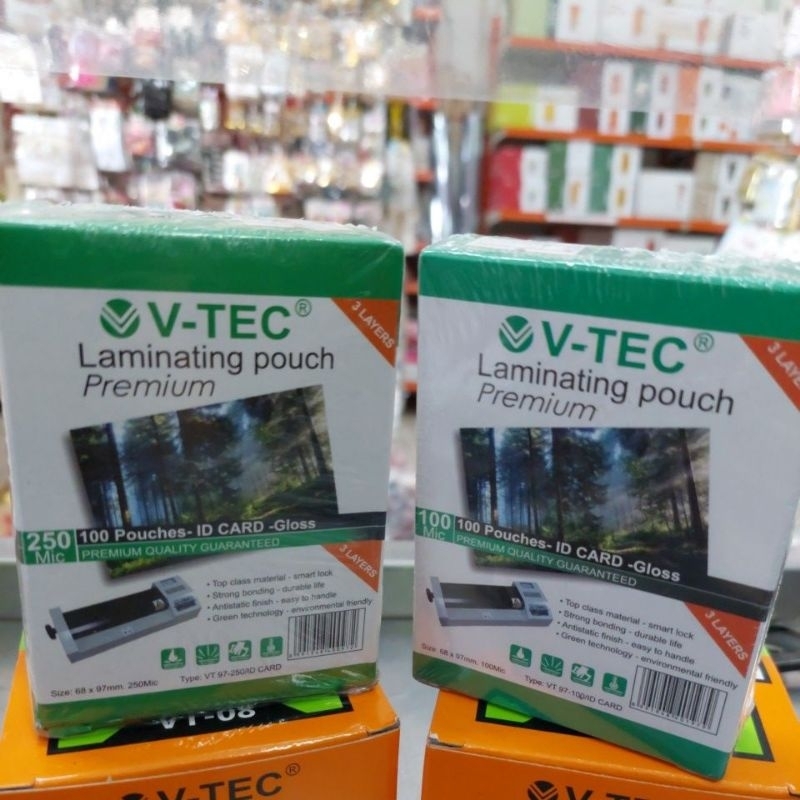 V-TEC®
Laminating pouch
Premium
3 LAYERS
250
Mic
100 Pouches- ID CARD -Gloss
PREMIUM QUALITY GUARANTEED
3 LAYERS
• Top class material - smart lock
• Strong bonding - durable life
• Antistatic finish - easy to handle
• Green technology - environmental friendly
Size: 68 x 97mm. 250Mic
Type: VT 97-250/ID CARD
V-TEC®
Laminating pouch
Premium
3 LAYE
100
Mic
100 Pouches- ID CARD -Gloss
PREMIUM QUALITY GUARANTEED
3 LAYERS
• Top class material - smart lock
• Strong bonding - durable life
• Antistatic finish - easy to handle
• Green technology - environmental friendly
Size: 68 x 97mm. 100Mic
Type: VT 97-100/ID CARD
V-TEC®
V-TEC®